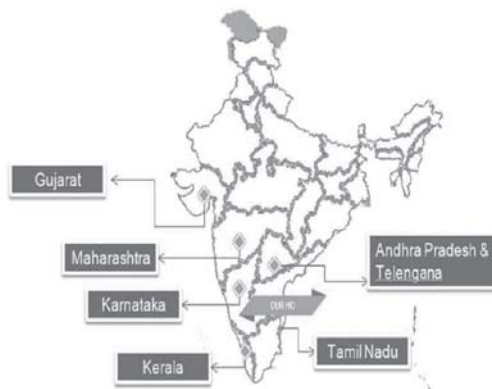 Gujarat
Maharashtra
Andhra Pradesh &
Telengana
Karnataka
OUR HO
Kerala
Tamil Nadu